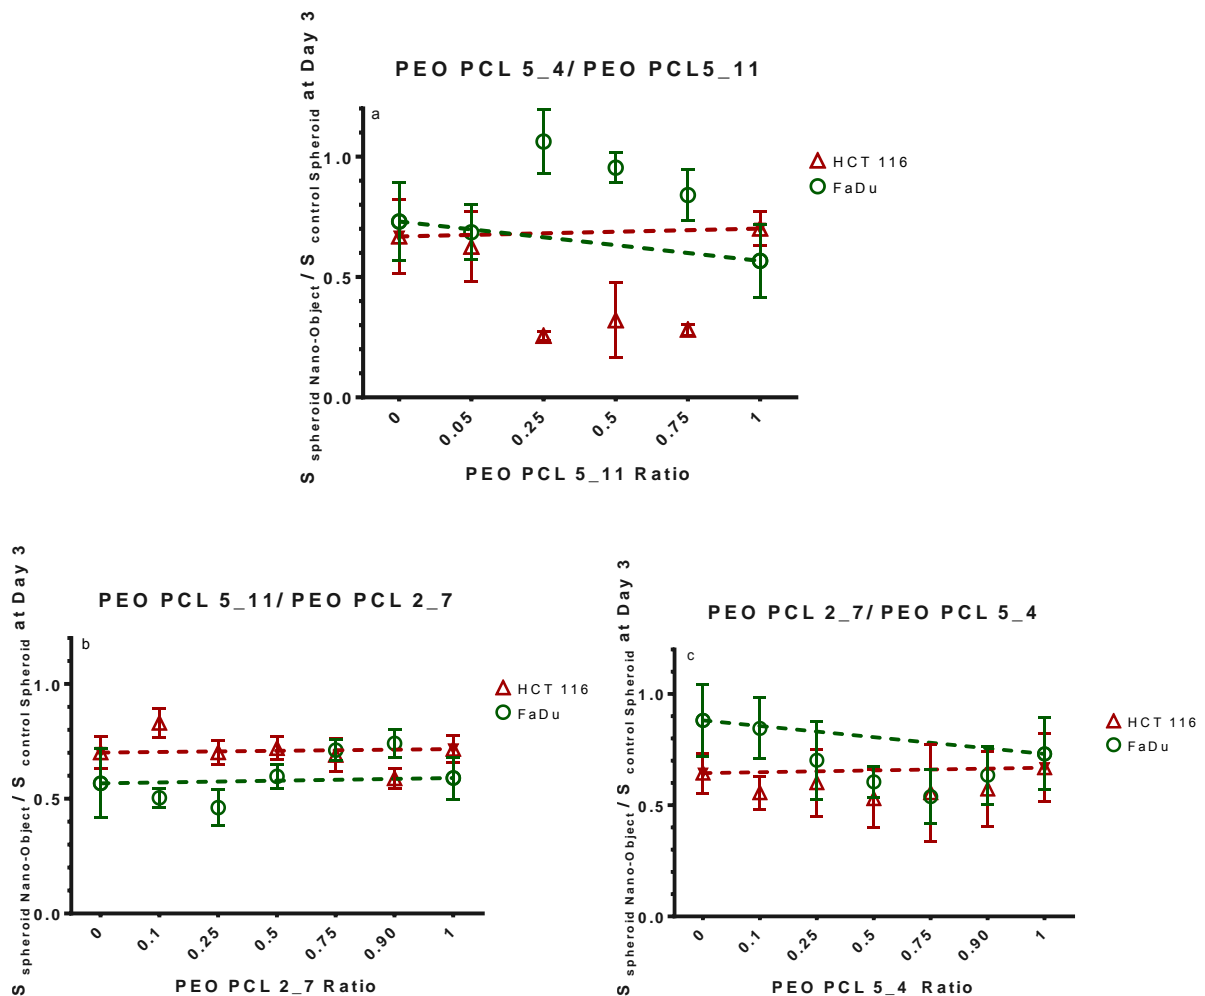 PEO PCL 5_4/ PEO PCL5_11
a
S spheroid Nano-Object / S control Spheroid at Day 3
1.0
0.5
0.0
0 0.05 0.25 0.5 0.75 1
PEO PCL 5_11 Ratio
HCT 116
FaDu
PEO PCL 5_11/ PEO PCL 2_7
b
S spheroid Nano-Object / S control Spheroid at Day 3
1.0
0.5
0.0
0 0.1 0.25 0.5 0.75 0.90 1
PEO PCL 2_7 Ratio
HCT 116
FaDu
PEO PCL 2_7/ PEO PCL 5_4
c
S spheroid Nano-Object / S control Spheroid at Day 3
1.0
0.5
0.0
0 0.1 0.25 0.5 0.75 0.90 1
PEO PCL 5_4 Ratio
HCT 116
FaDu